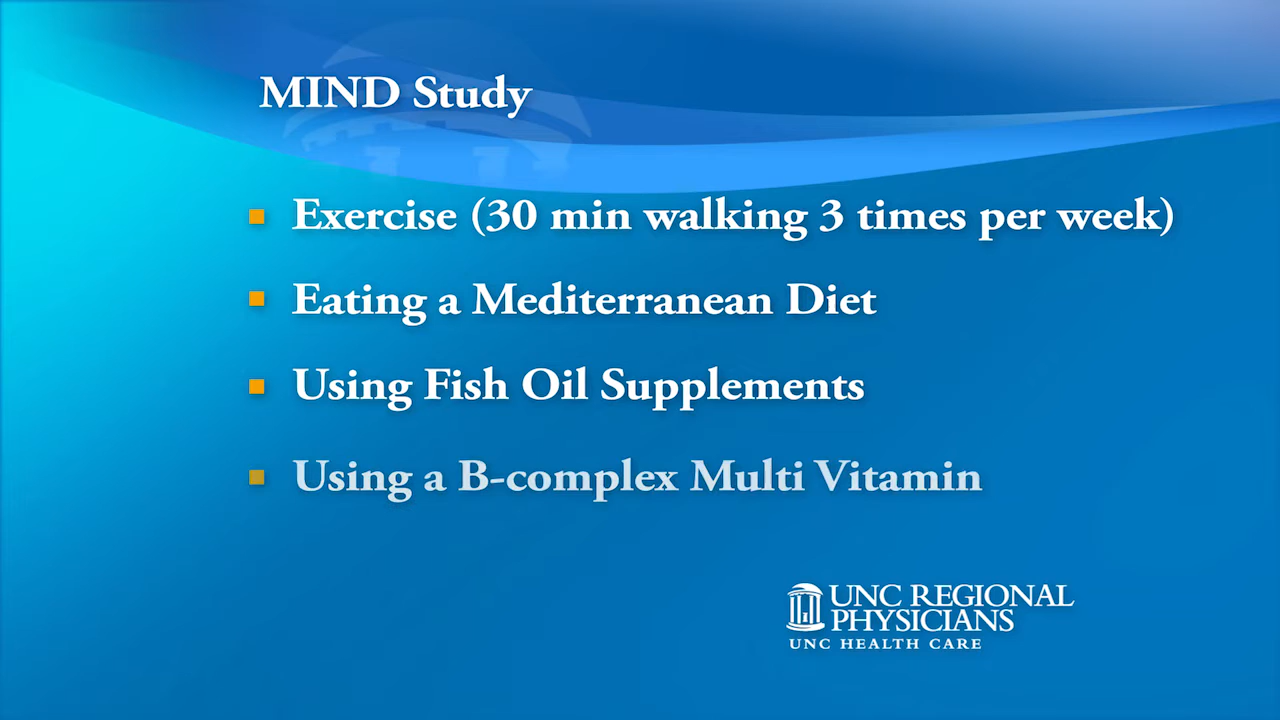 MIND Study
Exercise (30 min walking 3 times per week)
Eating a Mediterranean Diet
Using Fish Oil Supplements
Using a B-complex Multi Vitamin
UNC REGIONAL
PHYSICIANS
UNC HEALTH CARE